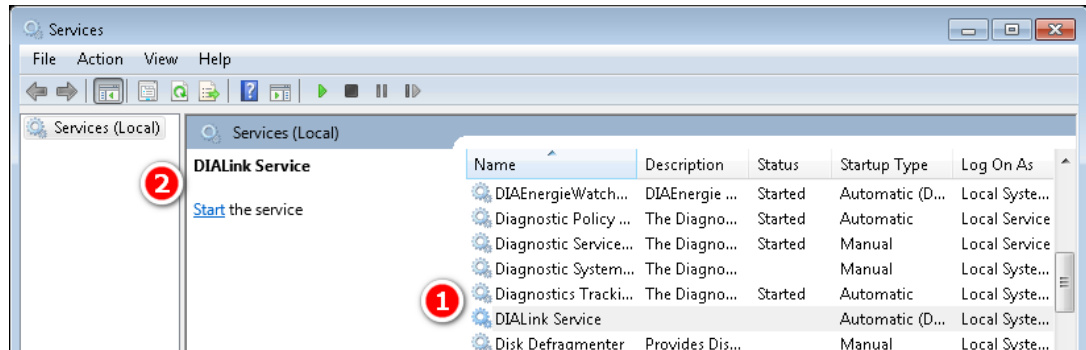 Services
File Action View Help
Services (Local)
Services (Local)
DIALink Service
2
Start the service
Name Description Status Startup Type Log On As
DIAEnergieWatch... DIAEnergie ... Started Automatic (D... Local Syste...
Diagnostic Policy ... The Diagno... Started Automatic Local Service
Diagnostic Service... The Diagno... Started Manual Local Service
Diagnostic System... The Diagno... Manual Local Syste...
1
Diagnostics Tracki... The Diagno... Started Automatic Local Syste...
DIALink Service Automatic (D... Local Syste...
Disk Defragmenter Provides Dis... Manual Local Syste...